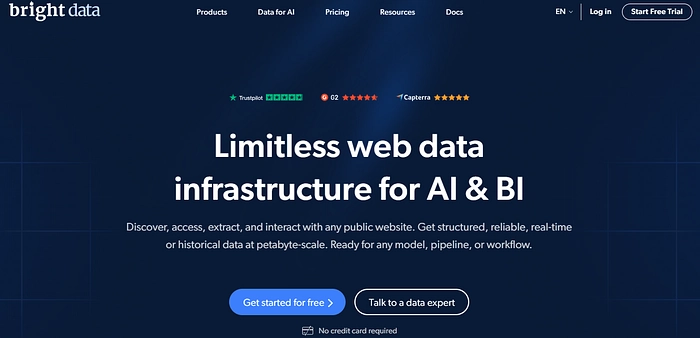 bright data
Products Data for AI Pricing Resources Docs EN Log in Start Free Trial
Trustpilot G2 Capterra
Limitless web data
infrastructure for AI & BI
Discover, access, extract, and interact with any public website. Get structured, reliable, real-time
or historical data at petabyte-scale. Ready for any model, pipeline, or workflow.
Get started for free Talk to a data expert
No credit card required